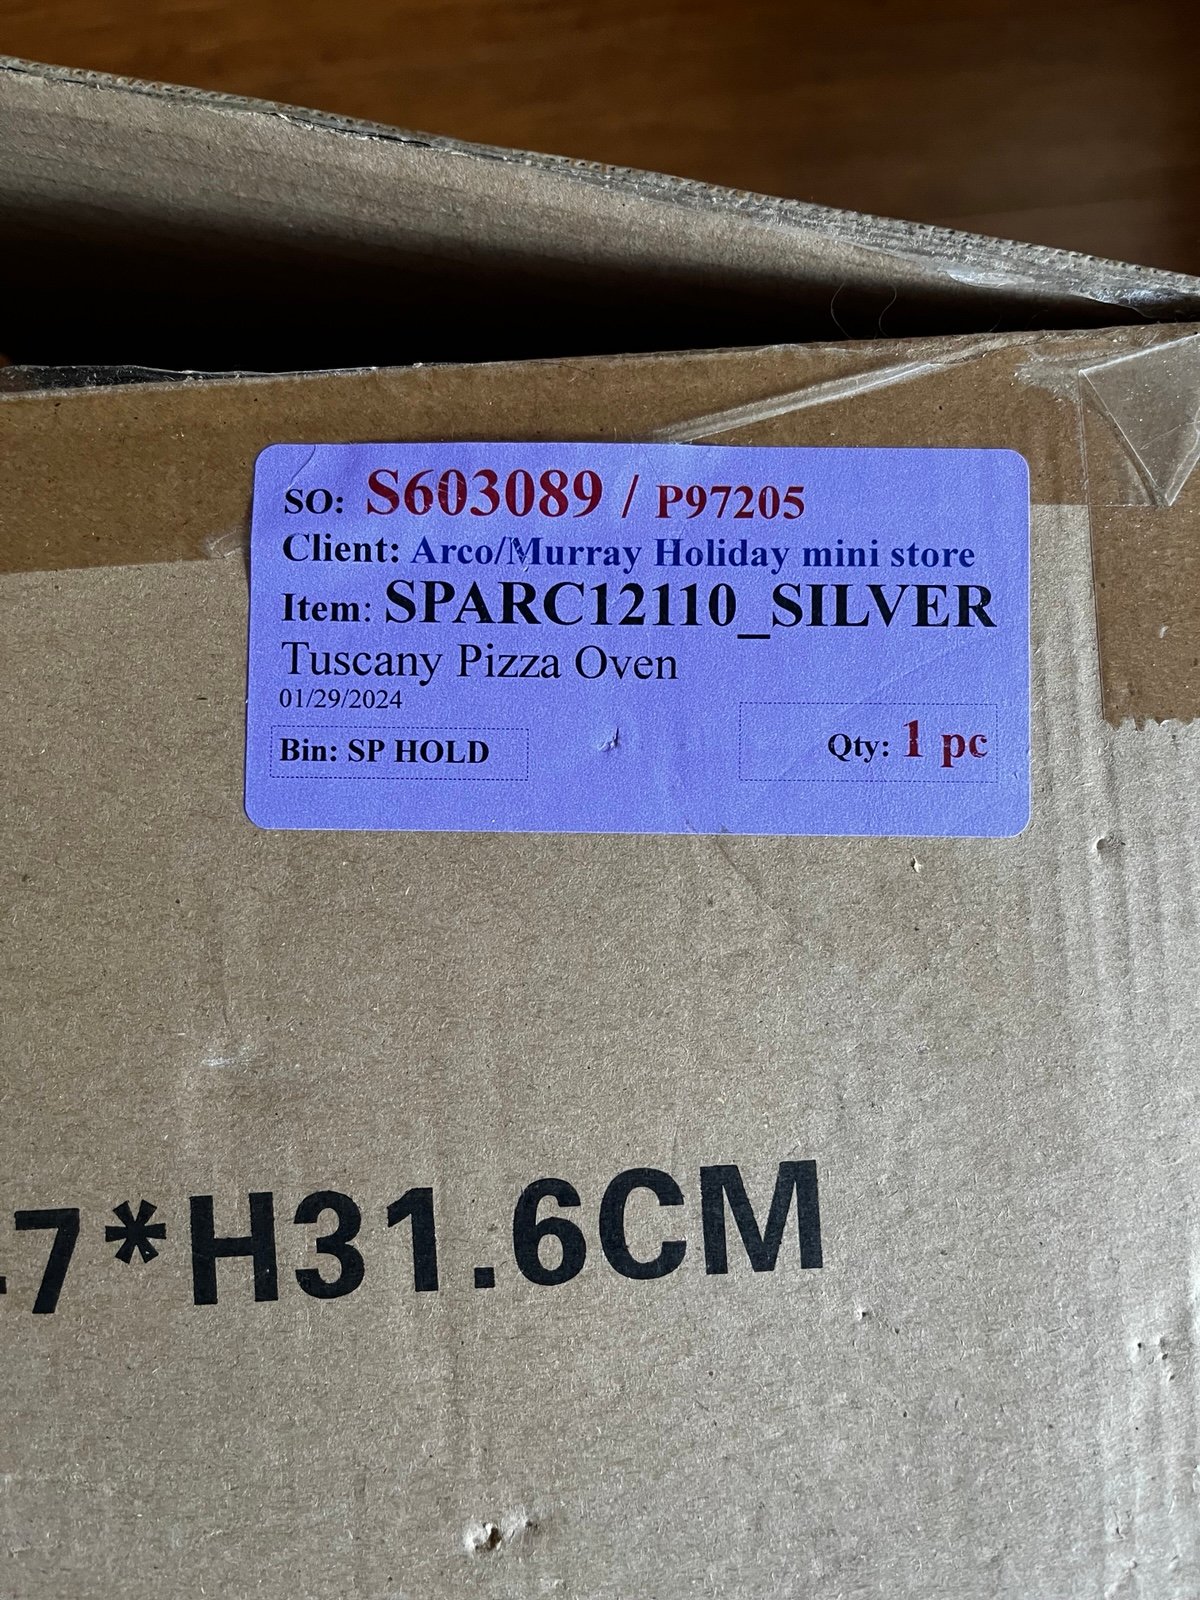 SO: S603089 / P97205
Client: Arco/Murray Holiday mini store
Item: SPARC12110_SILVER
Tuscany Pizza Oven
01/29/2024
Bin: SP HOLD
Qty: 1 pc
7*H31.6CM